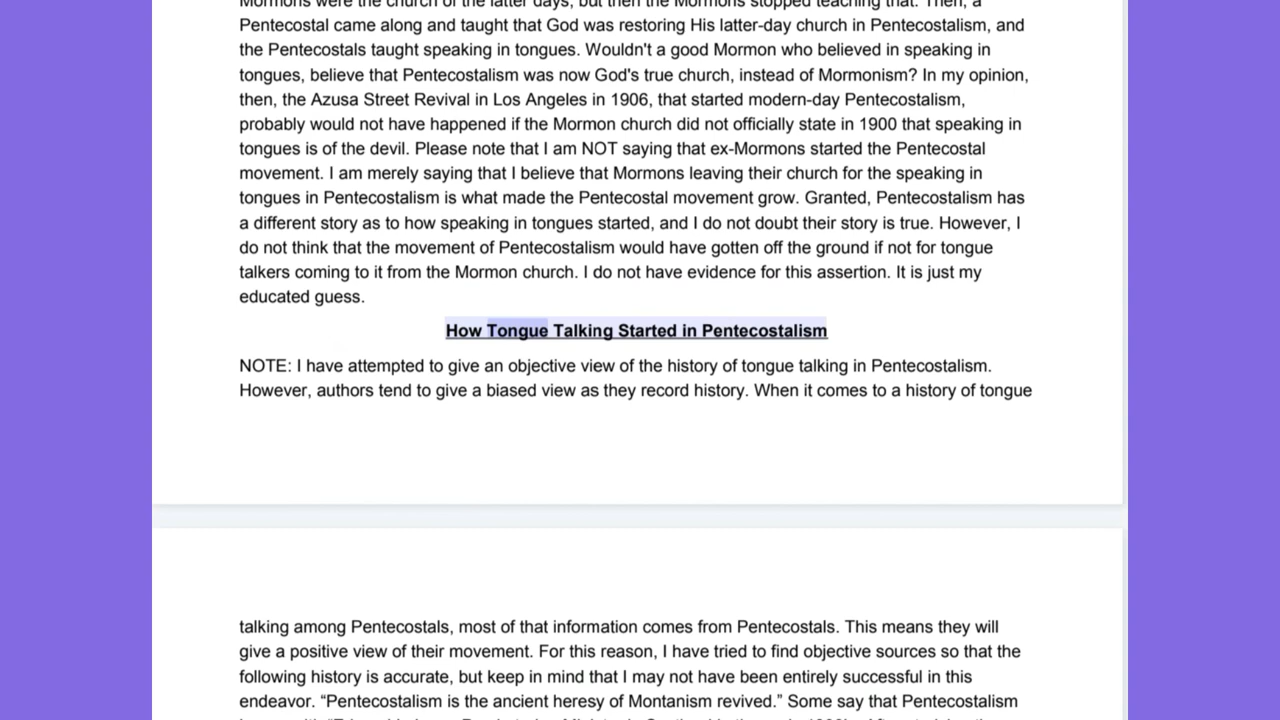 Mormons were the church of the latter days, but then the Mormons stopped teaching that. Then, a
Pentecostal came along and taught that God was restoring His latter-day church in Pentecostalism, and
the Pentecostals taught speaking in tongues. Wouldn't a good Mormon who believed in speaking in
tongues, believe that Pentecostalism was now God's true church, instead of Mormonism? In my opinion,
then, the Azusa Street Revival in Los Angeles in 1906, that started modern-day Pentecostalism,
probably would not have happened if the Mormon church did not officially state in 1900 that speaking in
tongues is of the devil. Please note that I am NOT saying that ex-Mormons started the Pentecostal
movement. I am merely saying that I believe that Mormons leaving their church for the speaking in
tongues in Pentecostalism is what made the Pentecostal movement grow. Granted, Pentecostalism has
a different story as to how speaking in tongues started, and I do not doubt their story is true. However, I
do not think that the movement of Pentecostalism would have gotten off the ground if not for tongue
talkers coming to it from the Mormon church. I do not have evidence for this assertion. It is just my
educated guess.
How Tongue Talking Started in Pentecostalism
NOTE: I have attempted to give an objective view of the history of tongue talking in Pentecostalism.
However, authors tend to give a biased view as they record history. When it comes to a history of tongue
talking among Pentecostals, most of that information comes from Pentecostals. This means they will
give a positive view of their movement. For this reason, I have tried to find objective sources so that the
following history is accurate, but keep in mind that I may not have been entirely successful in this
endeavor. “Pentecostalism is the ancient heresy of Montanism revived.” Some say that Pentecostalism